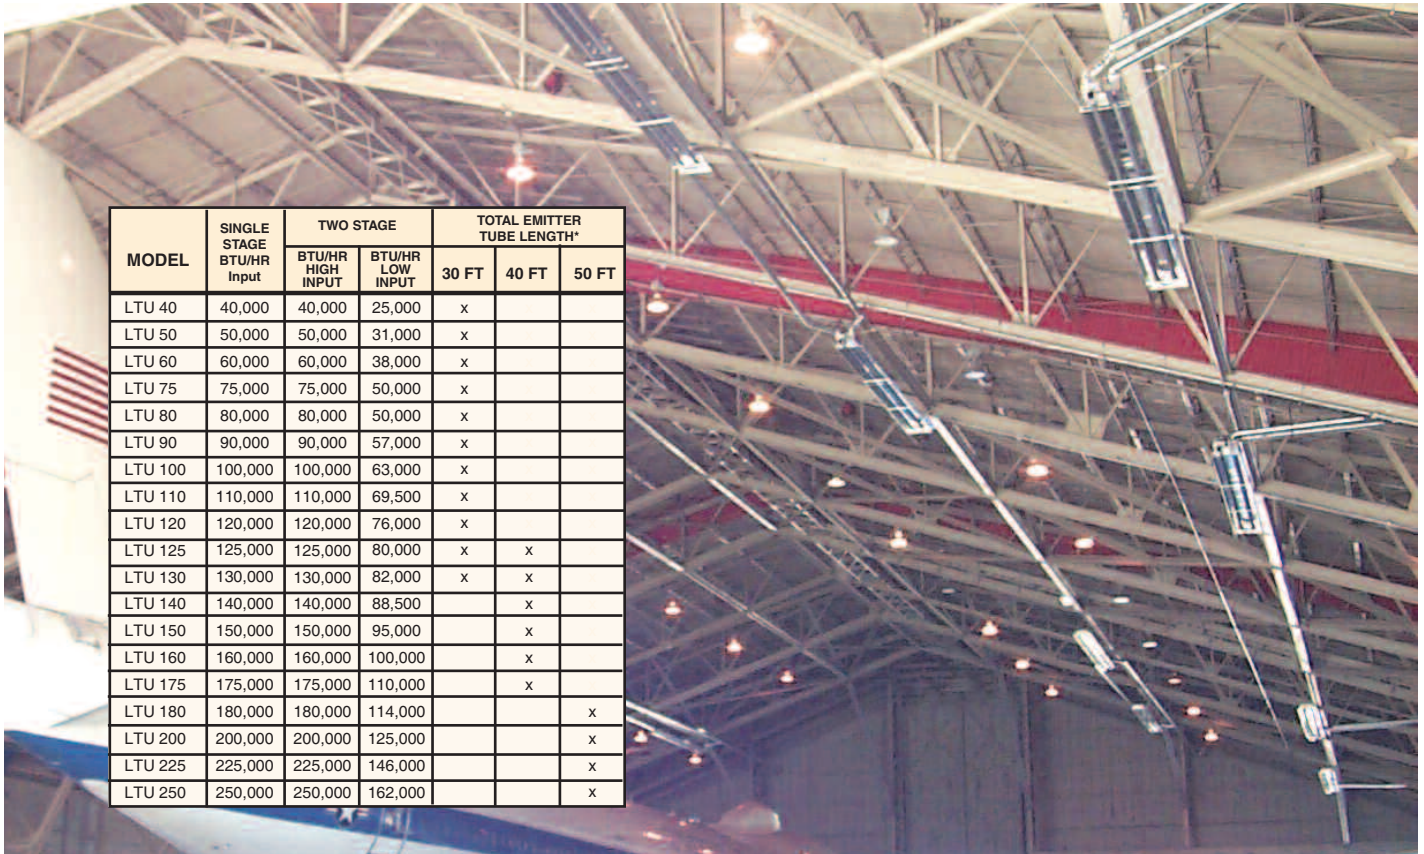 MODEL SINGLE STAGE BTU/HR Input TWO STAGE TOTAL EMITTER TUBE LENGTH*
BTU/HR HIGH INPUT BTU/HR LOW INPUT 30 FT 40 FT 50 FT
LTU 40 40,000 40,000 25,000 x
LTU 50 50,000 50,000 31,000 x
LTU 60 60,000 60,000 38,000 x
LTU 75 75,000 75,000 50,000 x
LTU 80 80,000 80,000 50,000 x
LTU 90 90,000 90,000 57,000 x
LTU 100 100,000 100,000 63,000 x
LTU 110 110,000 110,000 69,500 x
LTU 120 120,000 120,000 76,000 x
LTU 125 125,000 125,000 80,000 x x
LTU 130 130,000 130,000 82,000 x x
LTU 140 140,000 140,000 88,500 x
LTU 150 150,000 150,000 95,000 x
LTU 160 160,000 160,000 100,000 x
LTU 175 175,000 175,000 110,000 x
LTU 180 180,000 180,000 114,000 x
LTU 200 200,000 200,000 125,000 x
LTU 225 225,000 225,000 146,000 x
LTU 250 250,000 250,000 162,000 x